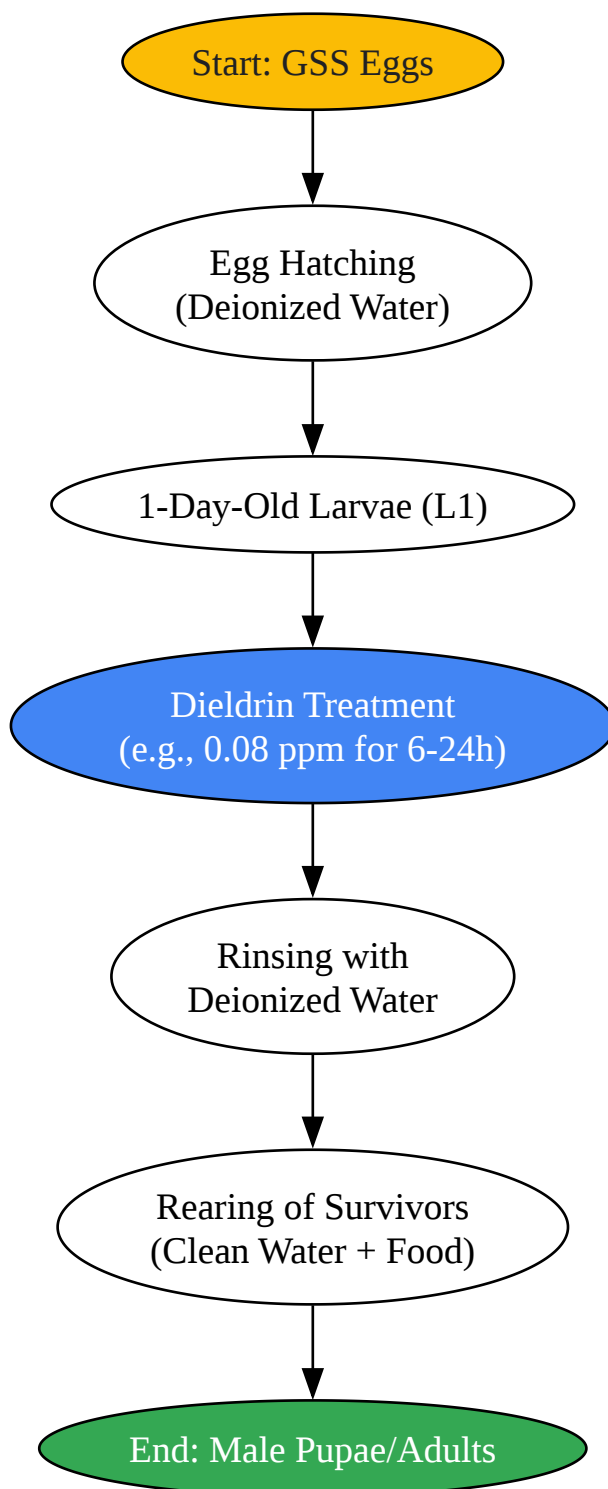 Start: GSS Eggs
Egg Hatching
(Deionized Water)
1-Day-Old Larvae (L1)
Dieldrin Treatment
(e.g., 0.08 ppm for 6-24h)
Rinsing with
Deionized Water
Rearing of Survivors
(Clean Water + Food)
End: Male Pupae/Adults